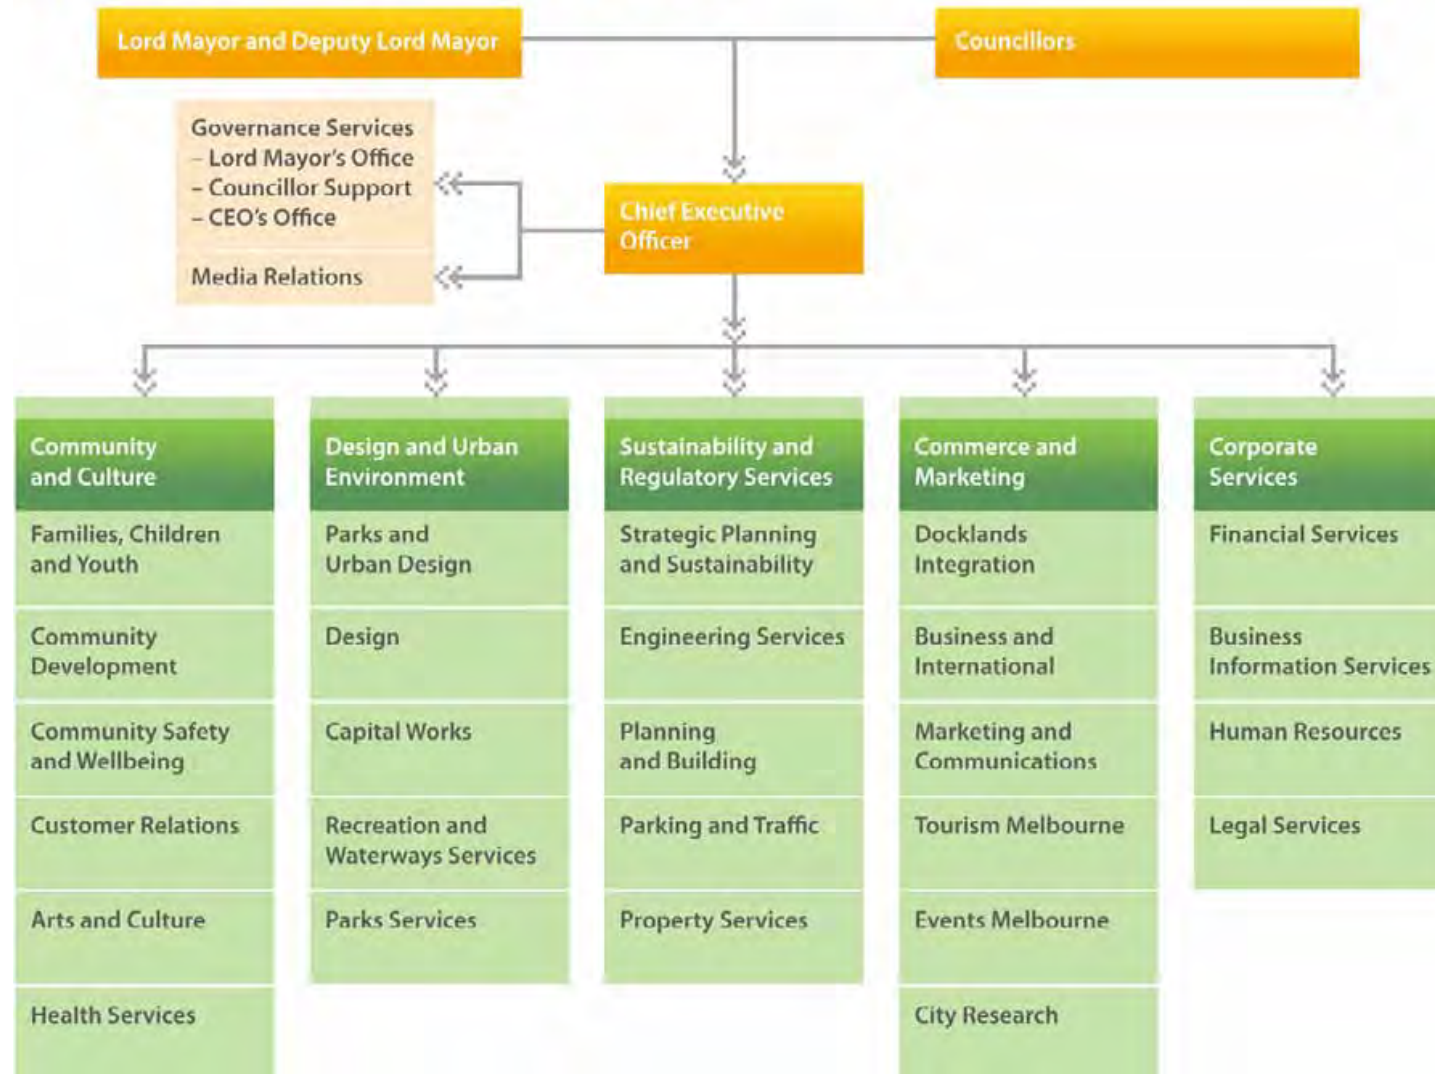 Lord Mayor and Deputy Lord Mayor
Councillors
Governance Services
– Lord Mayor's Office
– Councillor Support
– CEO's Office
Media Relations
Chief Executive
Officer
Community
and Culture
Families, Children
and Youth
Community
Development
Community Safety
and Wellbeing
Customer Relations
Arts and Culture
Health Services
Design and Urban
Environment
Parks and
Urban Design
Design
Capital Works
Recreation and
Waterways Services
Parks Services
Sustainability and
Regulatory Services
Strategic Planning
and Sustainability
Engineering Services
Planning
and Building
Parking and Traffic
Property Services
Commerce and
Marketing
Docklands
Integration
Business and
International
Marketing and
Communications
Tourism Melbourne
Events Melbourne
City Research
Corporate
Services
Financial Services
Business
Information Services
Human Resources
Legal Services